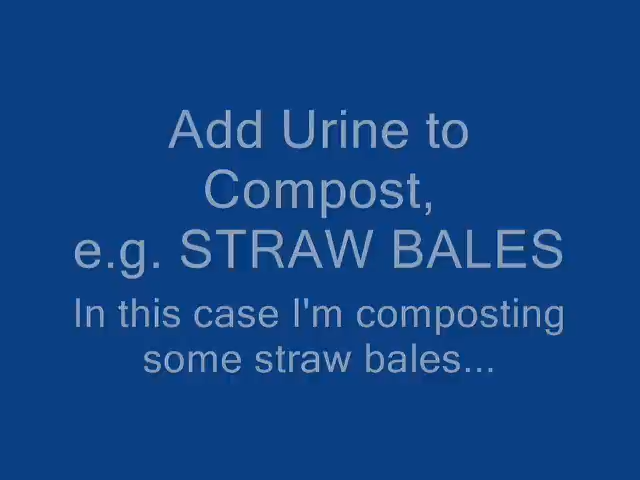 Add Urine to
Compost,
e.g. STRAW BALES
In this case I'm composting
some straw bales...